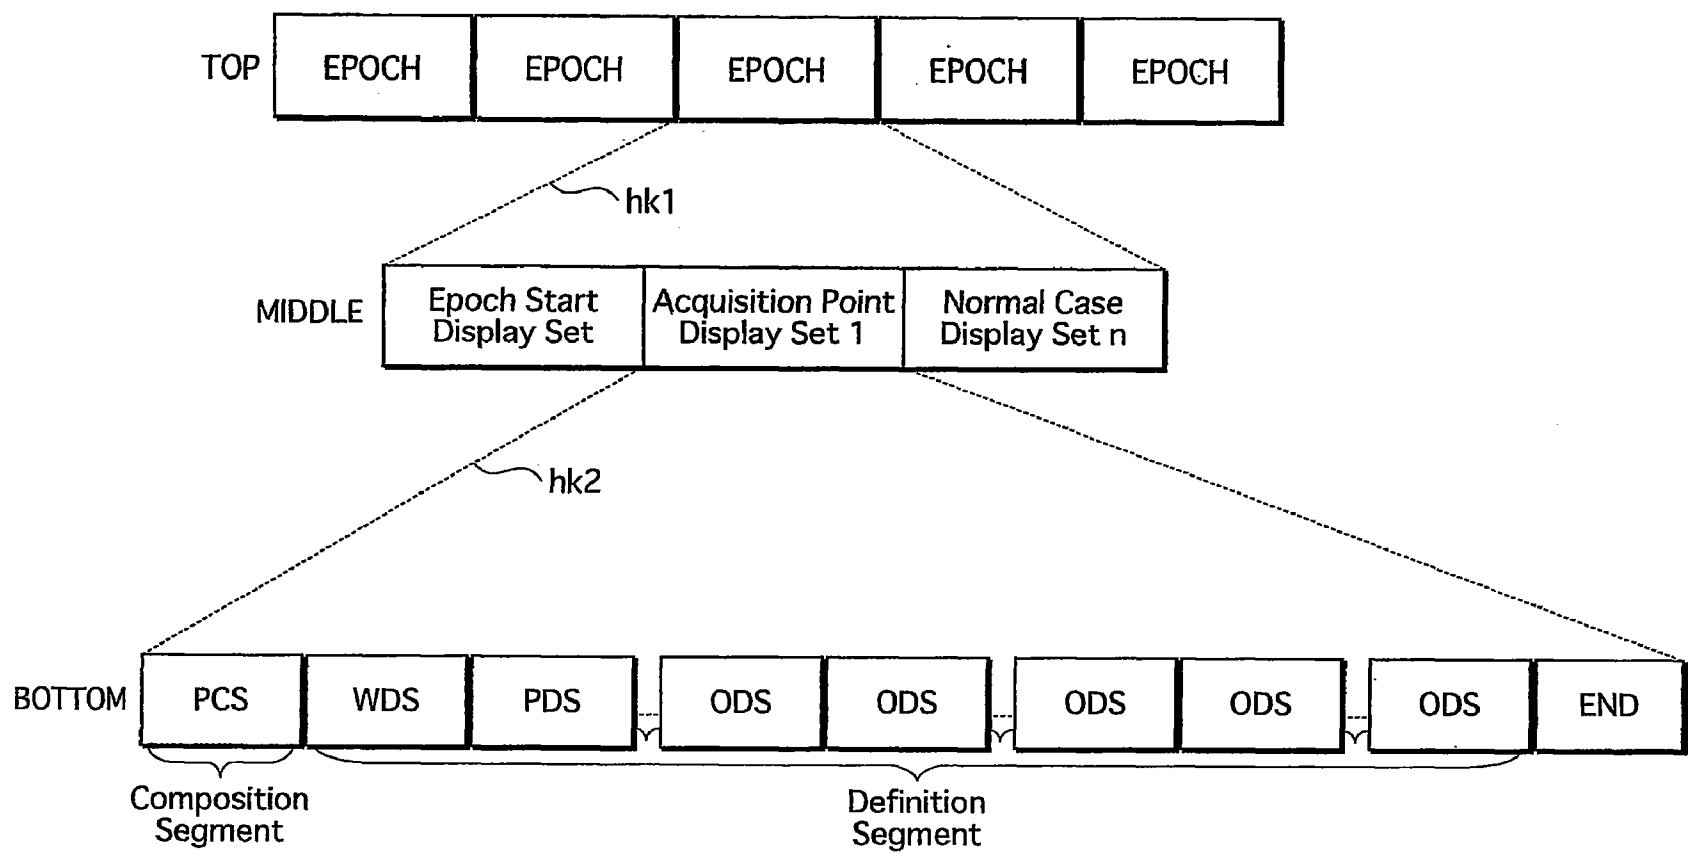 TOP EPOCH EPOCH EPOCH EPOCH EPOCH
hk1
MIDDLE
Epoch Start
Display Set
Acquisition Point
Display Set 1
Normal Case
Display Set n
hk2
BOTTOM PCS WDS PDS ODS ODS ODS ODS ODS END
Composition
Segment
Definition
Segment